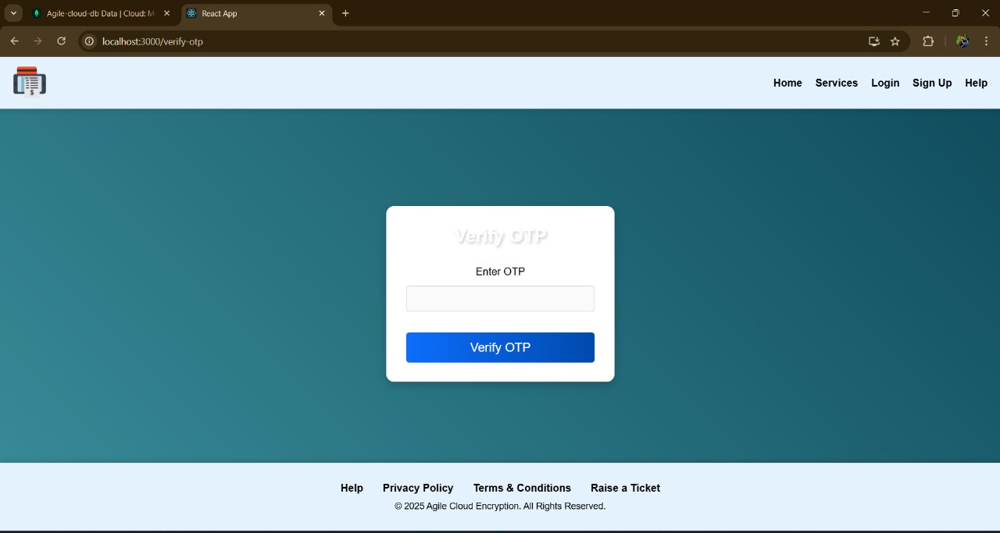 Agile-cloud-db Data | Cloud: M
React App
localhost:3000/verify-otp
$
Home Services Login Sign Up Help
Verify OTP
Enter OTP
Verify OTP
Help Privacy Policy Terms & Conditions Raise a Ticket
© 2025 Agile Cloud Encryption. All Rights Reserved.